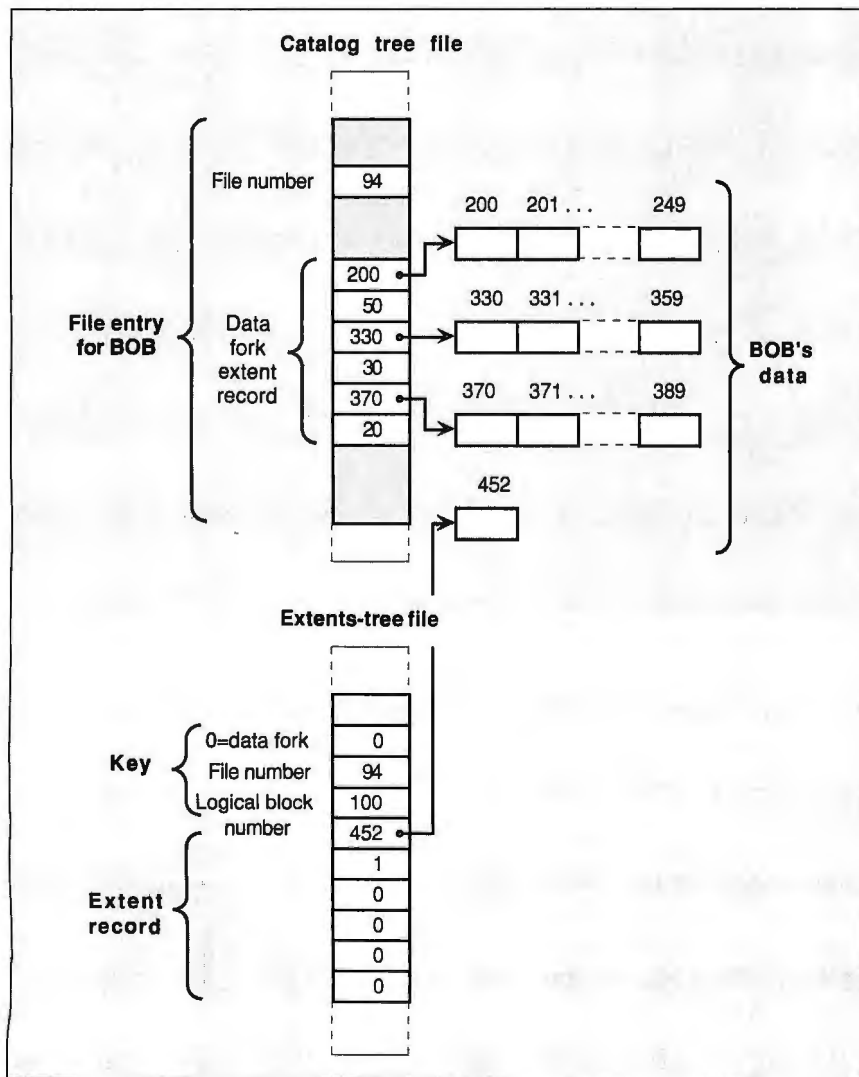 Catalog tree file
File number 94
200 201 . . . 249
200
50
330 331 . . . 359
File entry for BOB
Data fork extent record
330
30
BOB's data
370
370 371 . . . 389
20
452
Extents-tree file
Key
0=data fork 0
File number 94
Logical block number 100
452
1
Extent record
0
0
0
0